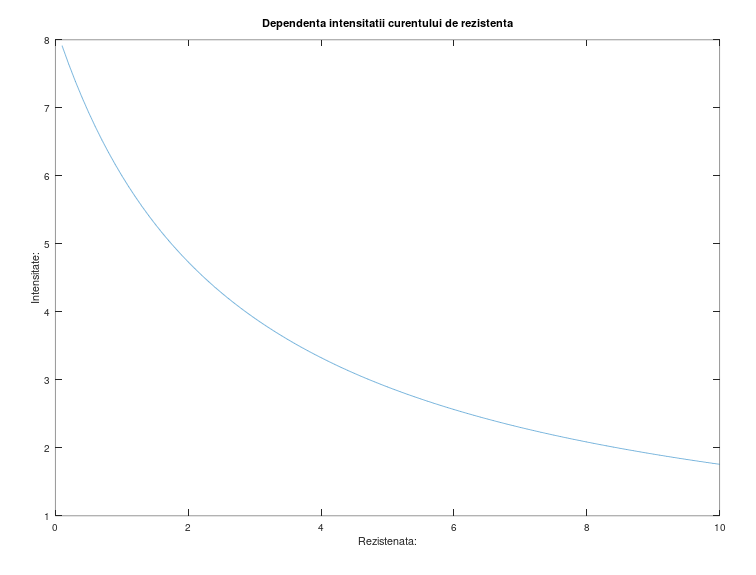 Dependenta intensitatii curentului de rezistenta
8
7
6
5
4
3
2
1
Intensitate:
0 2 4 6 8 10
Rezistenata: